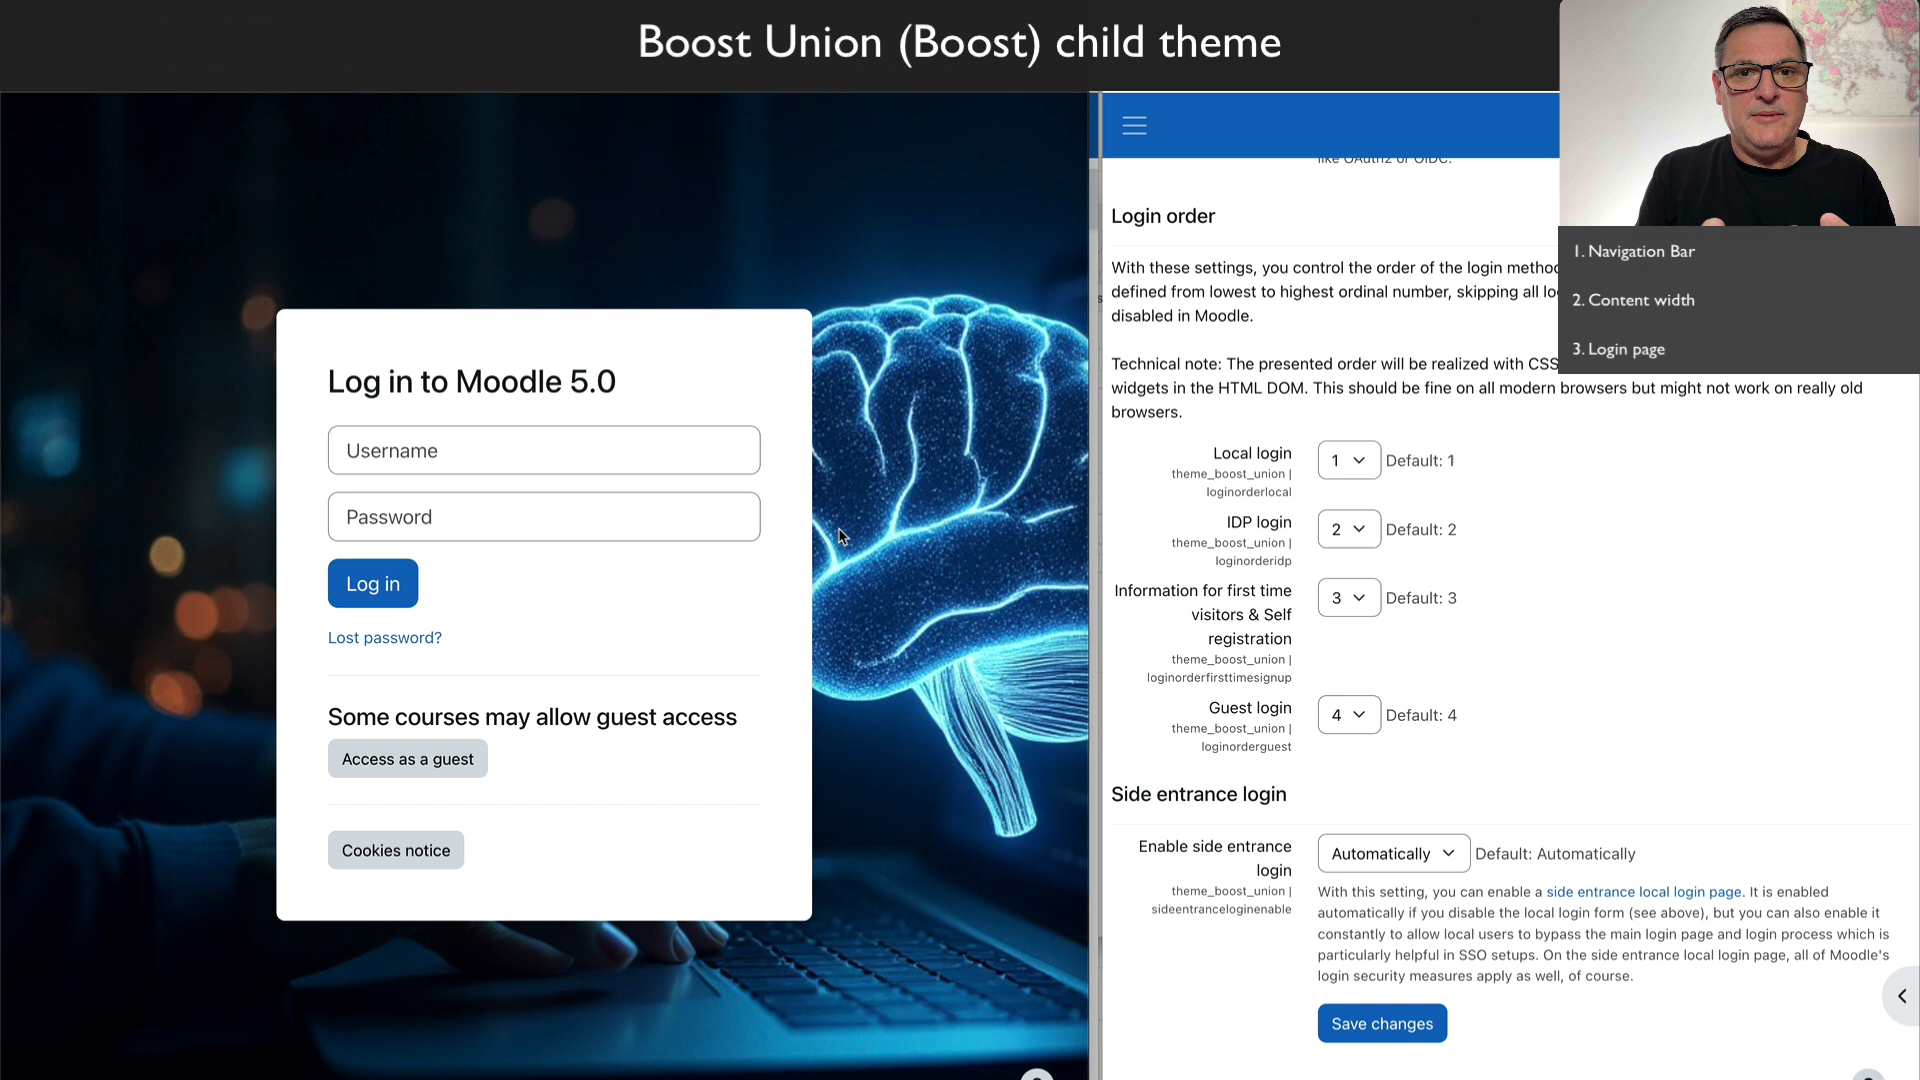 Boost Union (Boost) child theme
Log in to Moodle 5.0
Username
Password
Log in
Lost password?
Some courses may allow guest access
Access as a guest
Cookies notice
like OAuth2 or OIDC.
Login order
With these settings, you control the order of the login
defined from lowest to highest ordinal number, skipping all
disabled in Moodle.
Technical note: The presented order will be realized with CSS
widgets in the HTML DOM. This should be fine on all modern browsers but might not work on really old
browsers.
Local login
theme_boost_union |
loginorderlocal
1
Default: 1
IDP login
theme_boost_union |
loginorderidp
2
Default: 2
Information for first time
visitors & Self
registration
theme_boost_union |
loginorderfirsttimesignup
3
Default: 3
Guest login
theme_boost_union |
loginorderguest
4
Default: 4
Side entrance login
Enable side entrance
login
theme_boost_union |
sideentranceloginenable
Automatically
Default: Automatically
With this setting, you can enable a side entrance local login page. It is enabled
automatically if you disable the local login form (see above), but you can also enable it
constantly to allow local users to bypass the main login page and login process which is
particularly helpful in SSO setups. On the side entrance local login page, all of Moodle's
login security measures apply as well, of course.
Save changes
1. Navigation Bar
2. Content width
3. Login page